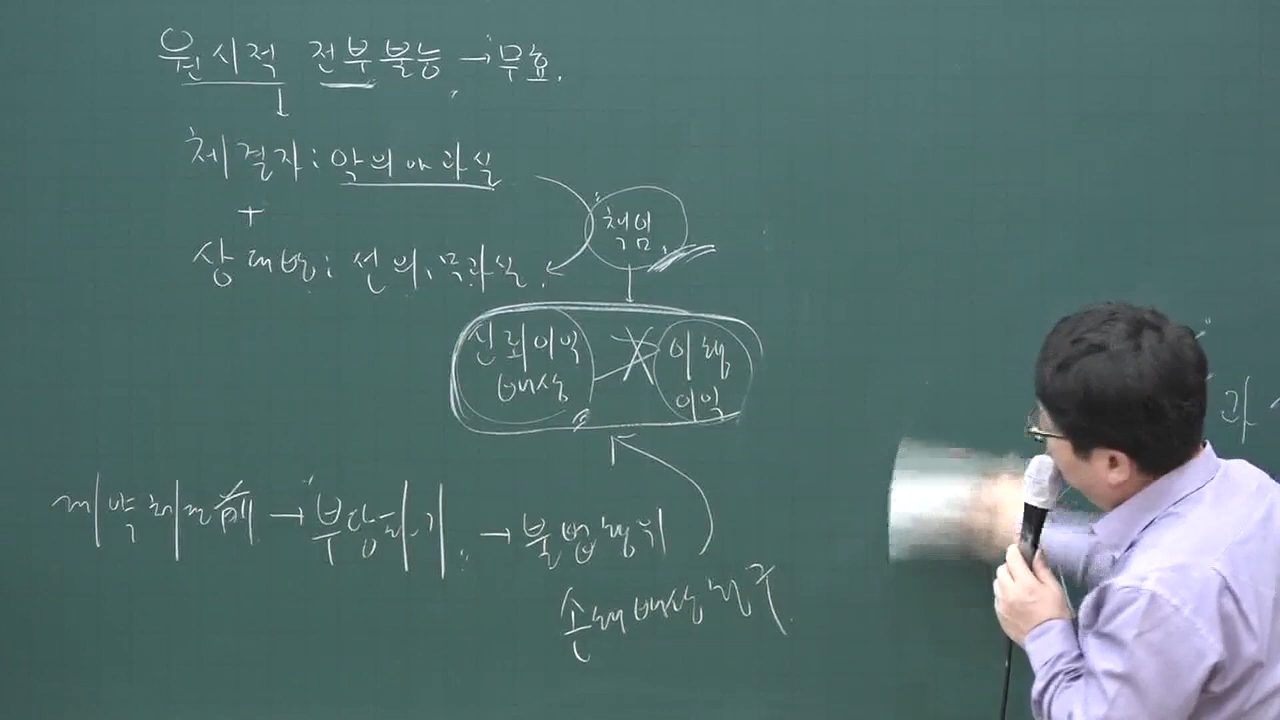 원시적 전부불능 → 무효.
↓
체결자: 악의 or 과실
+
상대방: 선의, 무과실.
책임.
↓
신뢰이익 이행
배상 이익
계약체결前 → "부당파기" → 불법행위
손해배상청구
과